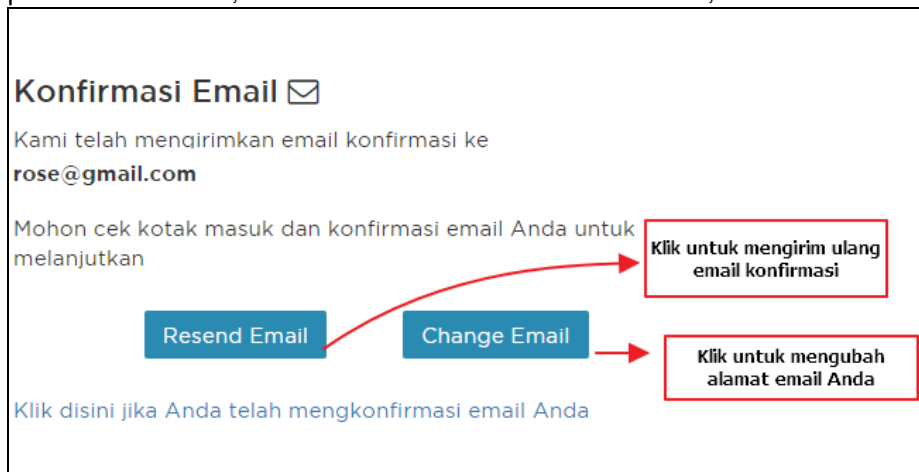 Konfirmasi Email
Kami telah mengirimkan email konfirmasi ke
rose@gmail.com
Mohon cek kotak masuk dan konfirmasi email Anda untuk
melanjutkan
Klik untuk mengirim ulang
email konfirmasi
Resend Email
Change Email
Klik untuk mengubah
alamat email Anda
Klik disini jika Anda telah mengkonfirmasi email Anda